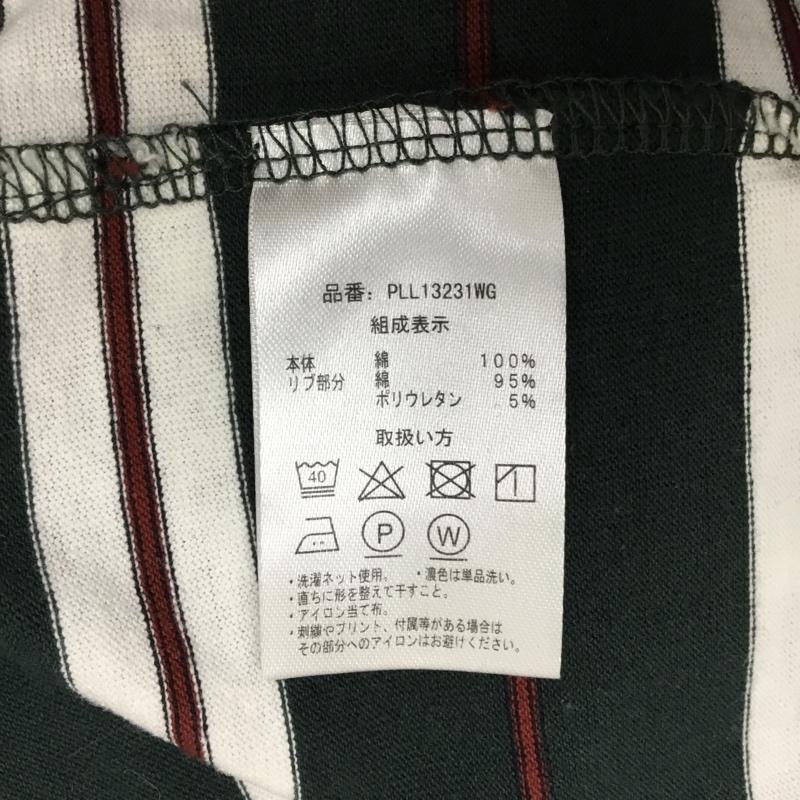 品番: PLL13231WG
組成表示
本体 綿 100%
リブ部分 綿 95%
ポリウレタン 5%
取扱い方
40
P W
・洗濯ネット使用。 ・濃色は単品洗い。
・直ちに形を整えて干すこと。
・アイロン当て布。
・刺繍やプリント、付属等がある場合は
その部分へのアイロンはお避けください。